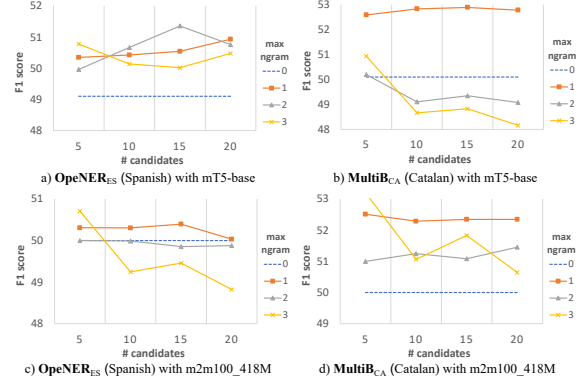 52
51
50
49
48
F1 score
5 10 15 20
# candidates
max
ngram
0
1
2
3
a) OpeNER_ES (Spanish) with mT5-base
53
52
51
50
49
48
F1 score
5 10 15 20
# candidates
max
ngram
0
1
2
3
b) MultiB_CA (Catalan) with mT5-base
51
50
49
48
F1 score
5 10 15 20
# candidates
max
ngram
0
1
2
3
c) OpeNER_ES (Spanish) with m2m100_418M
53
52
51
50
49
F1 score
5 10 15 20
# candidates
max
ngram
0
1
2
3
d) MultiB_CA (Catalan) with m2m100_418M